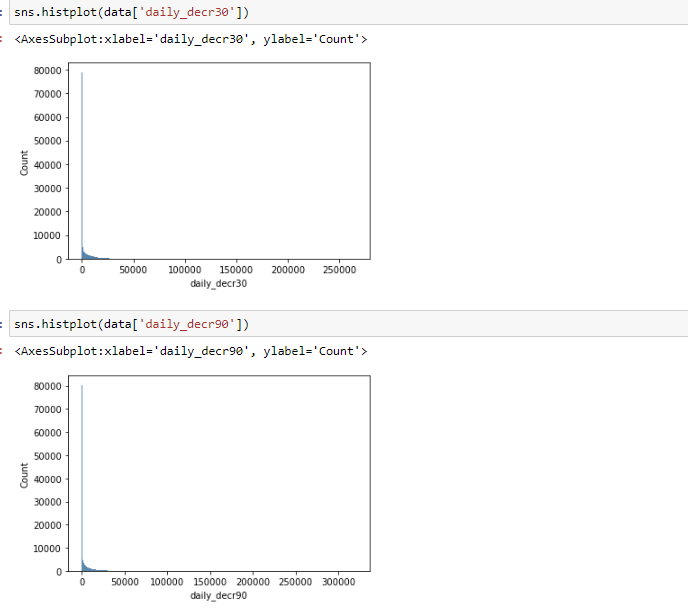 : sns.histplot(data['daily_decr30'])
: <AxesSubplot:xlabel='daily_decr30', ylabel='Count'>
80000
70000
60000
50000
40000
30000
20000
10000
0
Count
0 50000 100000 150000 200000 250000
daily_decr30
: sns.histplot(data['daily_decr90'])
: <AxesSubplot:xlabel='daily_decr90', ylabel='Count'>
80000
70000
60000
50000
40000
30000
20000
10000
0
Count
0 50000 100000 150000 200000 250000 300000
daily_decr90